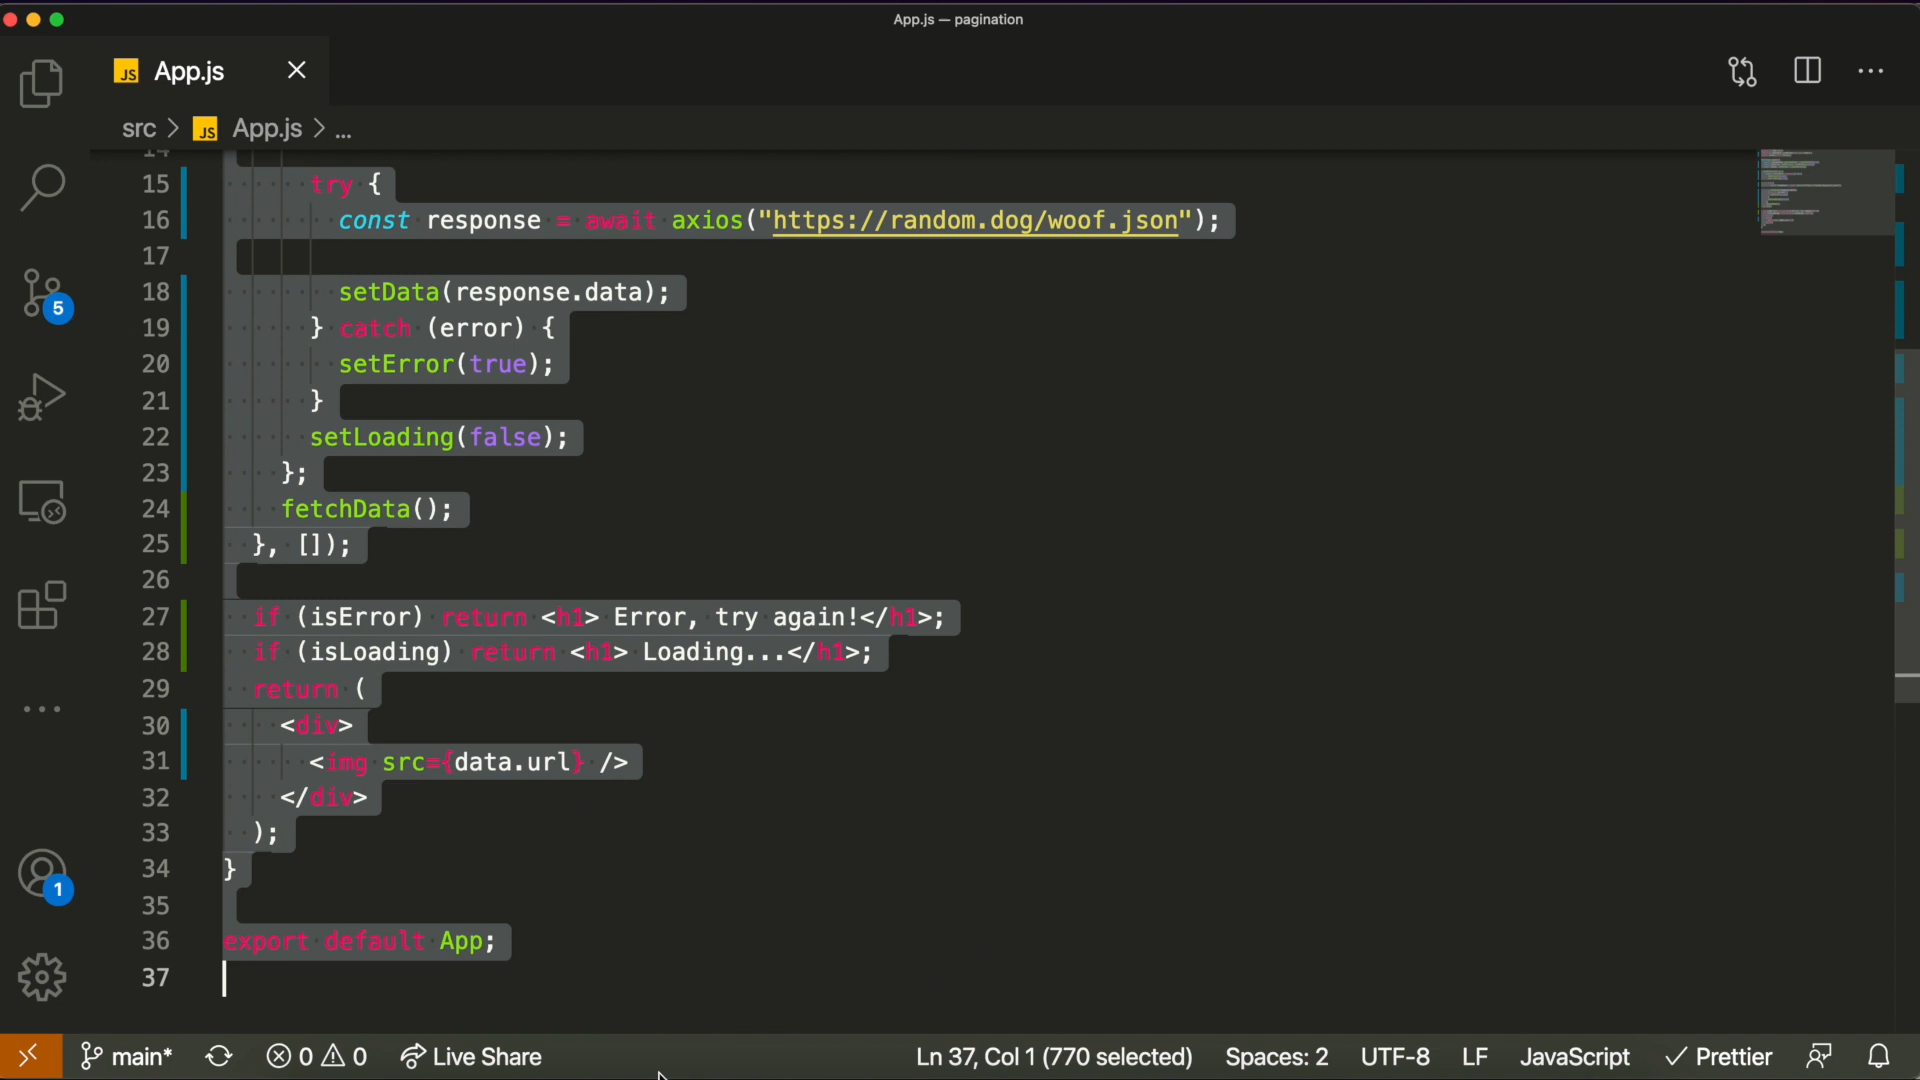 App.js — pagination
JS App.js
src > JS App.js > ...
14
15 try {
16 const response = await axios("https://random.dog/woof.json");
17
18 setData(response.data);
19 } catch (error) {
20 setError(true);
21 }
22 setLoading(false);
23 };
24 fetchData();
25 }, []);
26
27 if (isError) return <h1> Error, try again!</h1>;
28 if (isLoading) return <h1> Loading...</h1>;
29 return (
30 <div>
31 <img src={data.url} />
32 </div>
33 );
34 }
35
36 export default App;
37
5
1
main* 0 0 Live Share Ln 37, Col 1 (770 selected) Spaces: 2 UTF-8 LF JavaScript Prettier